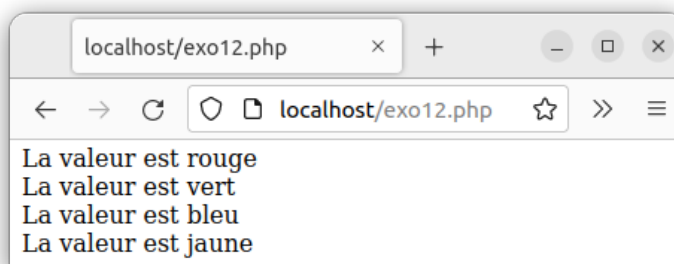 localhost/exo12.php
localhost/exo12.php
La valeur est rouge
La valeur est vert
La valeur est bleu
La valeur est jaune